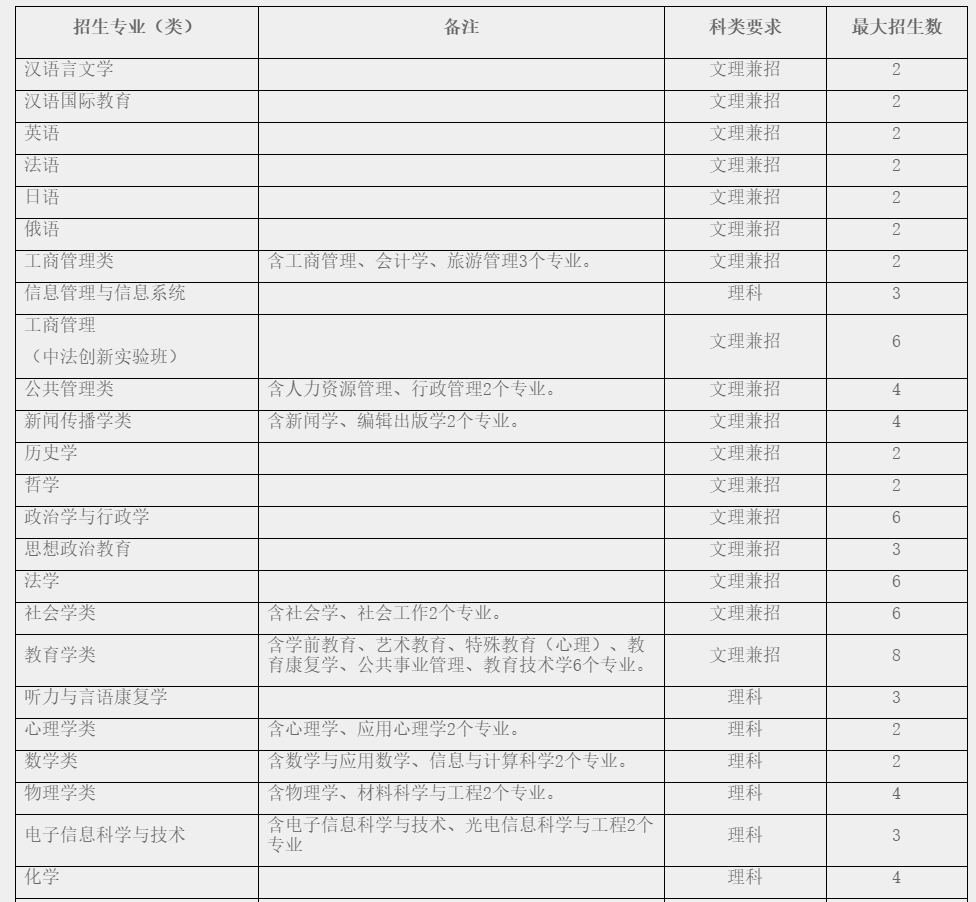 招生专业（类） 备注 科类要求 最大招生数
汉语言文学 文理兼招 2
汉语国际教育 文理兼招 2
英语 文理兼招 2
法语 文理兼招 2
日语 文理兼招 2
俄语 文理兼招 2
工商管理类 含工商管理、会计学、旅游管理3个专业。 文理兼招 2
信息管理与信息系统 理科 3
工商管理
（中法创新实验班） 文理兼招 6
公共管理类 含人力资源管理、行政管理2个专业。 文理兼招 4
新闻传播学类 含新闻学、编辑出版学2个专业。 文理兼招 4
历史学 文理兼招 2
哲学 文理兼招 2
政治学与行政学 文理兼招 6
思想政治教育 文理兼招 3
法学 文理兼招 6
社会学类 含社会学、社会工作2个专业。 文理兼招 6
教育学类 含学前教育、艺术教育、特殊教育（心理）、教
育康复学、公共事业管理、教育技术学6个专业。 文理兼招 8
听力与言语康复学 理科 3
心理学类 含心理学、应用心理学2个专业。 理科 2
数学类 含数学与应用数学、信息与计算科学2个专业。 理科 2
物理学类 含物理学、材料科学与工程2个专业。 理科 4
电子信息科学与技术 含电子信息科学与技术、光电信息科学与工程2个
专业 理科 3
化学 理科 4